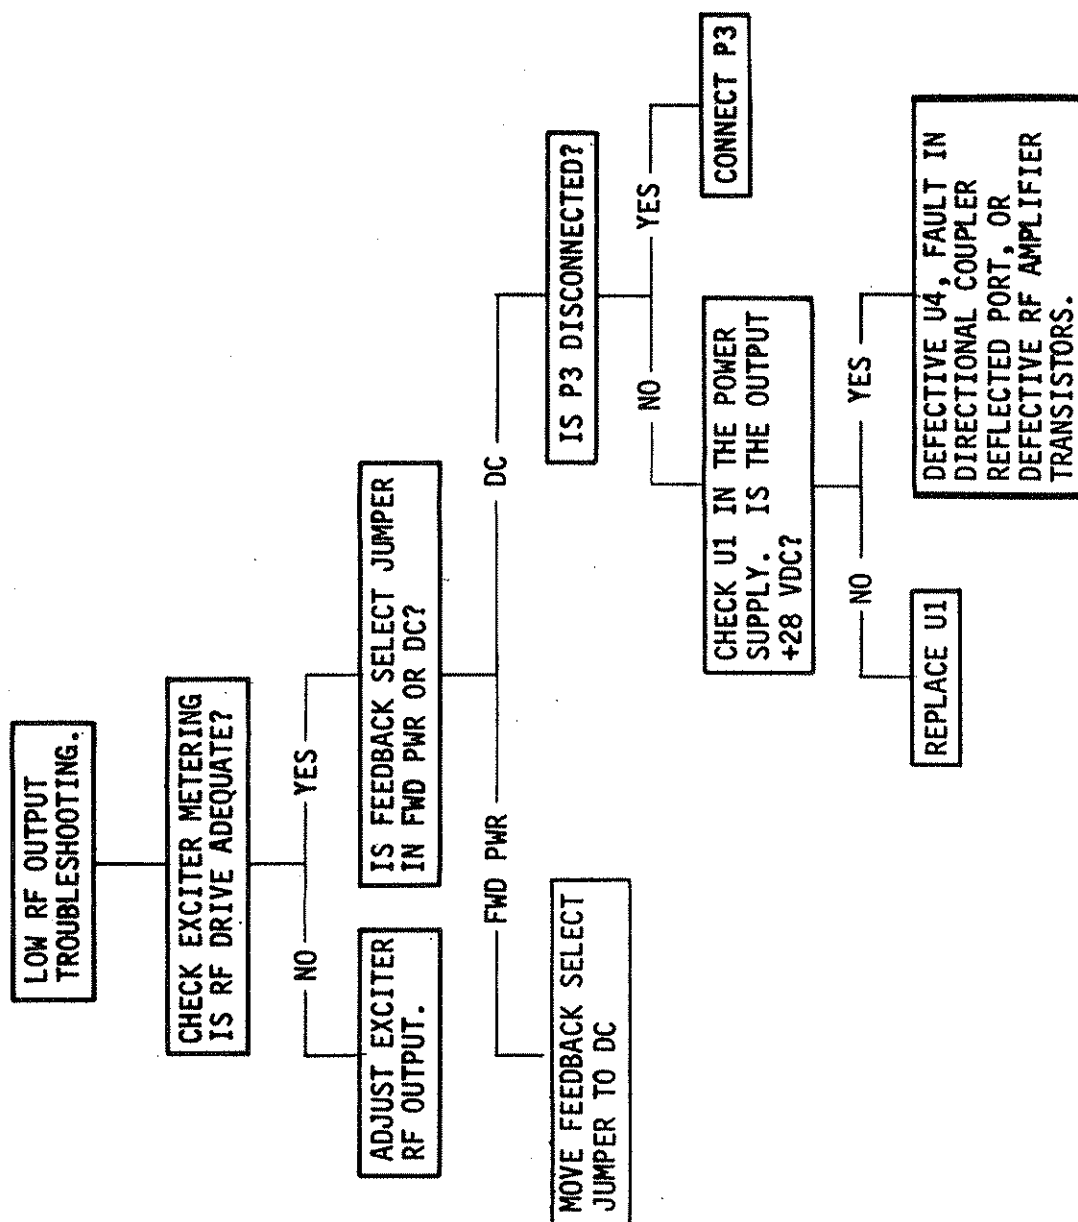 LOW RF OUTPUT
TROUBLESHOOTING.
CHECK EXCITER METERING
IS RF DRIVE ADEQUATE?
NO
YES
ADJUST EXCITER
RF OUTPUT.
IS FEEDBACK SELECT JUMPER
IN FWD PWR OR DC?
FWD PWR
DC
MOVE FEEDBACK SELECT
JUMPER TO DC
IS P3 DISCONNECTED?
NO
YES
CHECK U1 IN THE POWER
SUPPLY. IS THE OUTPUT
+28 VDC?
CONNECT P3
NO
YES
REPLACE U1
DEFECTIVE U4, FAULT IN
DIRECTIONAL COUPLER
REFLECTED PORT, OR
DEFECTIVE RF AMPLIFIER
TRANSISTORS.